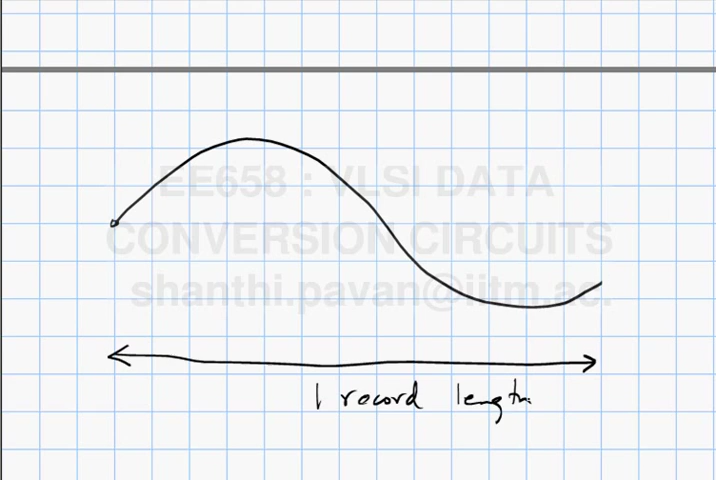 EE658 : VLSI DATA
CONVERSION CIRCUITS
shanthi.pavan@iitm.ac.
1 record length